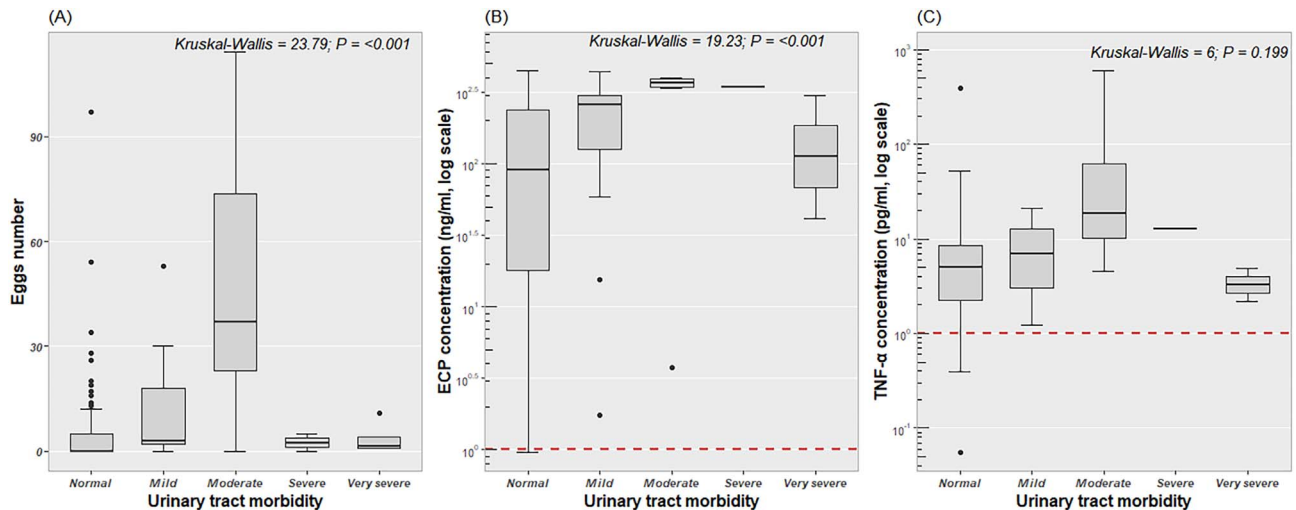 (A)
Kruskal-Wallis = 23.79; P = <0.001
Eggs number
90
60
30
0
Normal Mild Moderate Severe Very severe
Urinary tract morbidity
(B)
Kruskal-Wallis = 19.23; P = <0.001
ECP concentration (ng/ml, log scale)
10^2.5
10^2
10^1.5
10^1
10^0.5
10^0
Normal Mild Moderate Severe Very severe
Urinary tract morbidity
(C)
Kruskal-Wallis = 6; P = 0.199
TNF-α concentration (pg/ml, log scale)
10^3
10^2
10^1
10^0
10^-1
Normal Mild Moderate Severe Very severe
Urinary tract morbidity